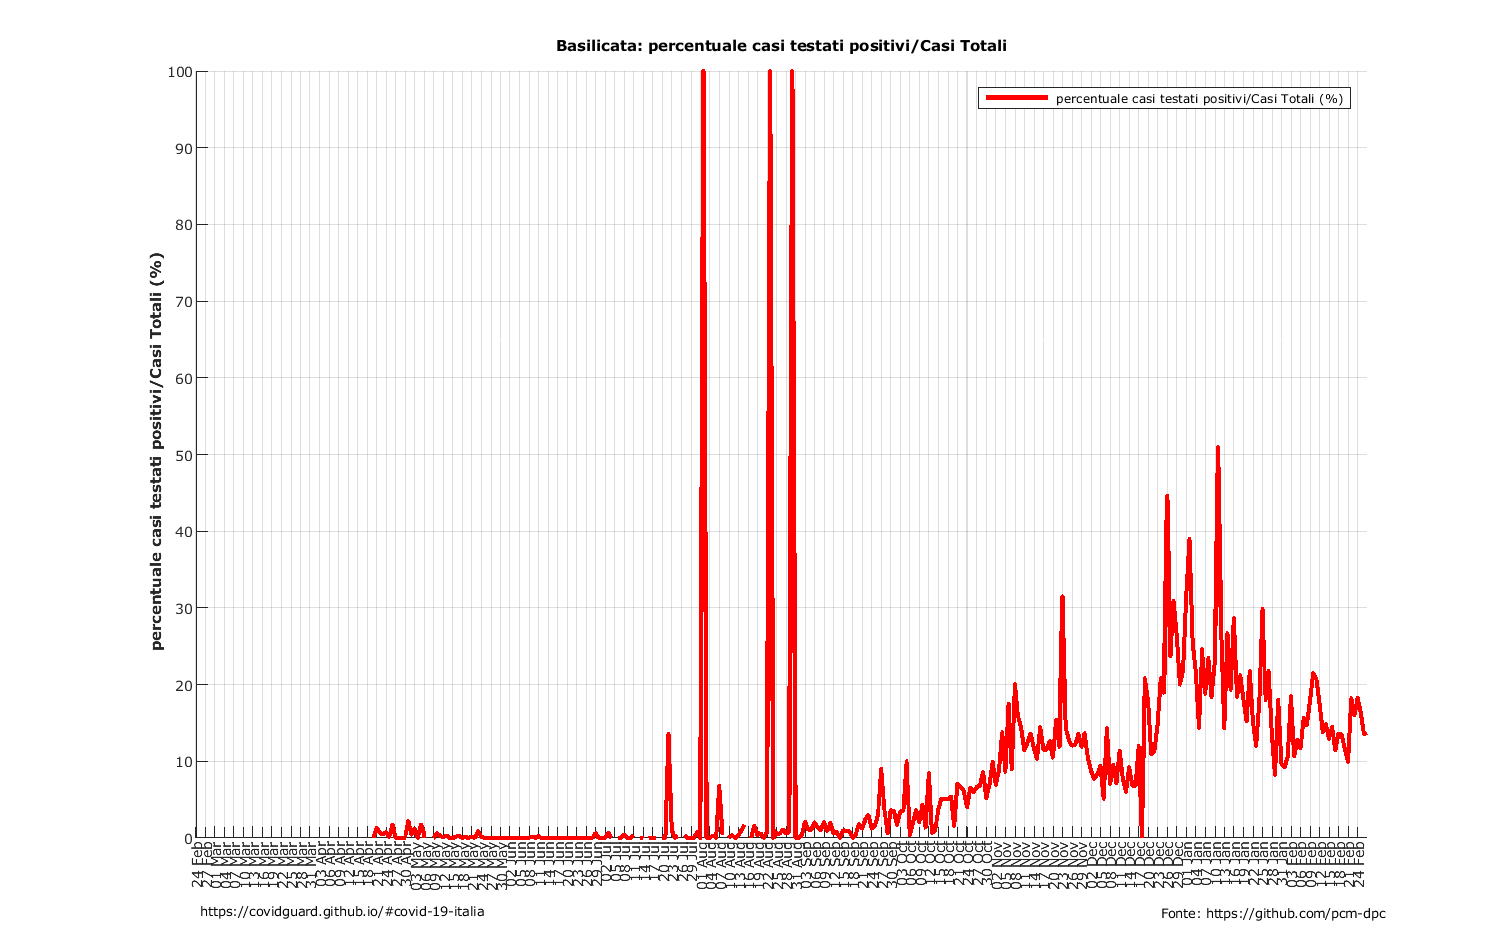 Basilicata: percentuale casi testati positivi/Casi Totali
percentuale casi testati positivi/Casi Totali (%)
percentuale casi testati positivi/Casi Totali (%)
100
90
80
70
60
50
40
30
20
10
0
24 Feb
27 Feb
01 Mar
04 Mar
07 Mar
10 Mar
13 Mar
16 Mar
19 Mar
22 Mar
25 Mar
28 Mar
31 Mar
03 Apr
06 Apr
09 Apr
12 Apr
15 Apr
18 Apr
21 Apr
24 Apr
27 Apr
30 Apr
03 May
06 May
09 May
12 May
15 May
18 May
21 May
24 May
27 May
30 May
02 Jun
05 Jun
08 Jun
11 Jun
14 Jun
17 Jun
20 Jun
23 Jun
26 Jun
29 Jun
02 Jul
05 Jul
08 Jul
11 Jul
14 Jul
17 Jul
20 Jul
23 Jul
26 Jul
29 Jul
01 Aug
04 Aug
07 Aug
10 Aug
13 Aug
16 Aug
19 Aug
22 Aug
25 Aug
28 Aug
31 Aug
03 Sep
06 Sep
09 Sep
12 Sep
15 Sep
18 Sep
21 Sep
24 Sep
27 Sep
30 Sep
03 Oct
06 Oct
09 Oct
12 Oct
15 Oct
18 Oct
21 Oct
24 Oct
27 Oct
30 Oct
02 Nov
05 Nov
08 Nov
11 Nov
14 Nov
17 Nov
20 Nov
23 Nov
26 Nov
29 Nov
02 Dec
05 Dec
08 Dec
11 Dec
14 Dec
17 Dec
20 Dec
23 Dec
26 Dec
29 Dec
01 Jan
04 Jan
07 Jan
10 Jan
13 Jan
16 Jan
19 Jan
22 Jan
25 Jan
28 Jan
31 Jan
03 Feb
06 Feb
09 Feb
12 Feb
15 Feb
18 Feb
21 Feb
24 Feb
https://covidguard.github.io/#covid-19-italia
Fonte: https://github.com/pcm-dpc